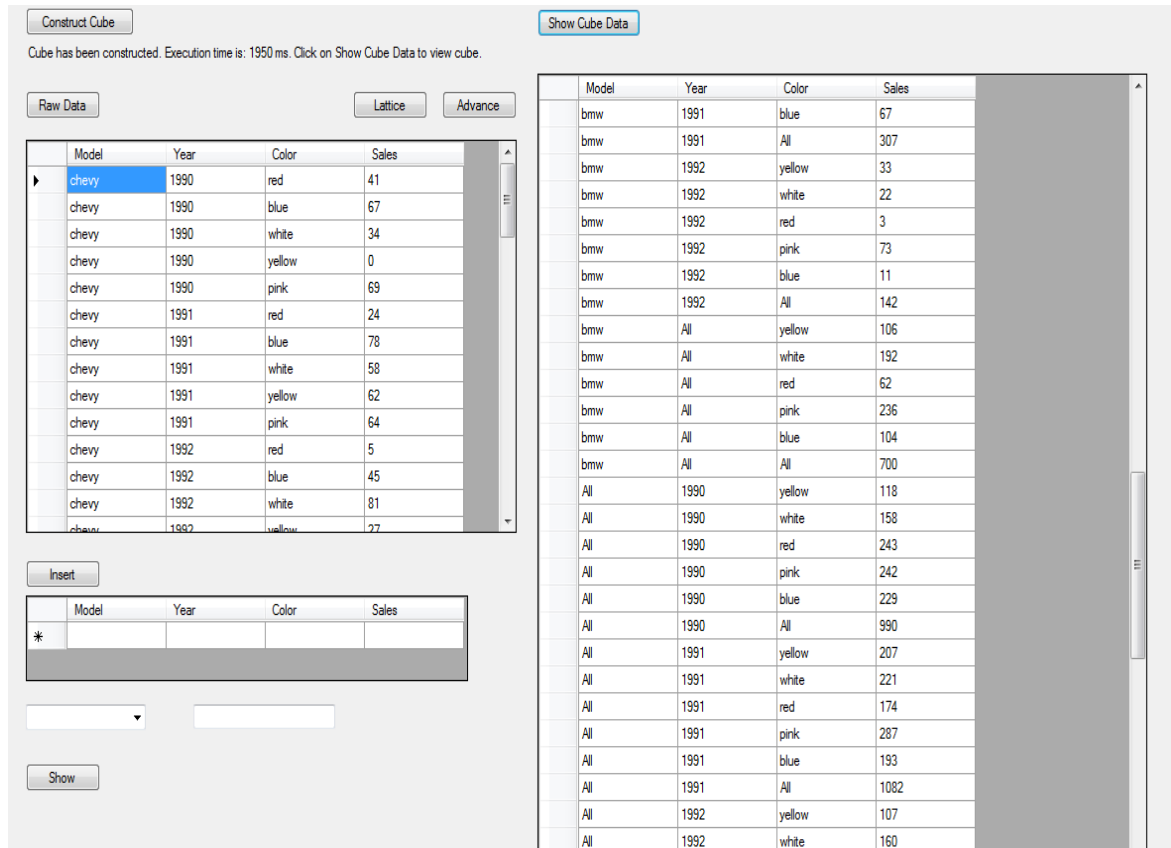 Construct Cube
Cube has been constructed. Execution time is: 1950 ms. Click on Show Cube Data to view cube.
Raw Data Lattice Advance
Model Year Color Sales
chevy 1990 red 41
chevy 1990 blue 67
chevy 1990 white 34
chevy 1990 yellow 0
chevy 1990 pink 69
chevy 1991 red 24
chevy 1991 blue 78
chevy 1991 white 58
chevy 1991 yellow 62
chevy 1991 pink 64
chevy 1992 red 5
chevy 1992 blue 45
chevy 1992 white 81
chevy 1992 yellow 27
Insert
Model Year Color Sales
Show
Show Cube Data
Model Year Color Sales
bmw 1991 blue 67
bmw 1991 All 307
bmw 1992 yellow 33
bmw 1992 white 22
bmw 1992 red 3
bmw 1992 pink 73
bmw 1992 blue 11
bmw 1992 All 142
bmw All yellow 106
bmw All white 192
bmw All red 62
bmw All pink 236
bmw All blue 104
bmw All All 700
All 1990 yellow 118
All 1990 white 158
All 1990 red 243
All 1990 pink 242
All 1990 blue 229
All 1990 All 990
All 1991 yellow 207
All 1991 white 221
All 1991 red 174
All 1991 pink 287
All 1991 blue 193
All 1991 All 1082
All 1992 yellow 107
All 1992 white 160